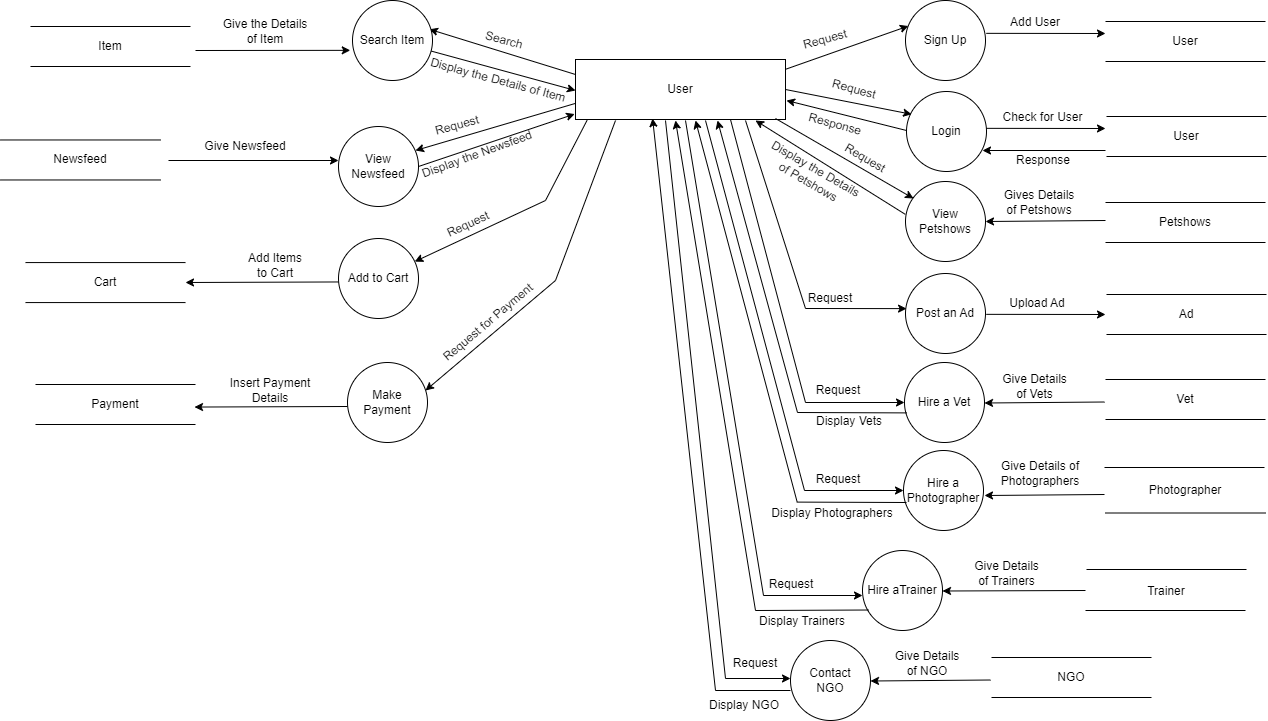 Give the Details
of Item
Item
Search Item
Search
Display the Details of Item
User
Request
Sign Up
Add User
User
Request
Response
Login
Check for User
Response
User
Newsfeed
Give Newsfeed
View
Newsfeed
Request
Display the Newsfeed
Request
Display the Details
of Petshows
View
Petshows
Gives Details
of Petshows
Petshows
Cart
Add Items
to Cart
Add to Cart
Request
Request
Post an Ad
Upload Ad
Ad
Payment
Insert Payment
Details
Make
Payment
Request for Payment
Request
Display Vets
Hire a Vet
Give Details
of Vets
Vet
Request
Display Photographers
Hire a
Photographer
Give Details of
Photographers
Photographer
Request
Display Trainers
Hire aTrainer
Give Details
of Trainers
Trainer
Request
Display NGO
Contact
NGO
Give Details
of NGO
NGO